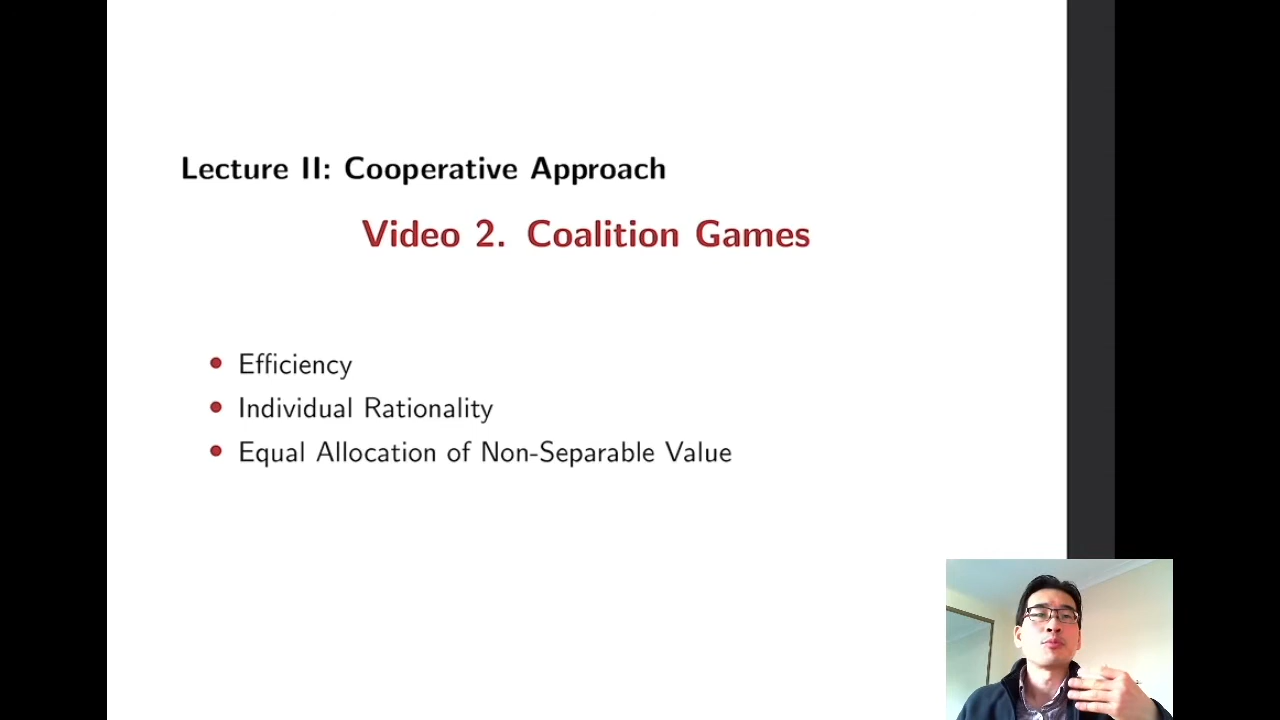 Lecture II: Cooperative Approach
Video 2. Coalition Games
• Efficiency
• Individual Rationality
• Equal Allocation of Non-Separable Value